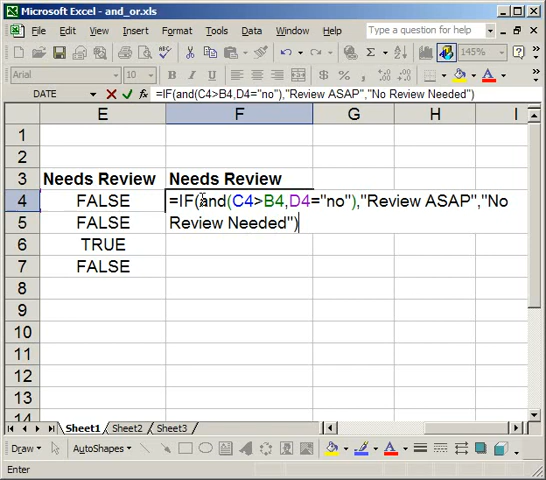 Microsoft Excel - and_or.xls
File Edit View Insert Format Tools Data Window Help Type a question for help
145%
Arial 10 B I U $ % ,
DATE =IF(and(C4>B4,D4="no"),"Review ASAP","No Review Needed")
E F G H I
1
2
3 Needs Review Needs Review
4 FALSE =IF(and(C4>B4,D4="no"),"Review ASAP","No
5 FALSE Review Needed")
6 TRUE
7 FALSE
8
9
10
11
12
13
14
Sheet1 Sheet2 Sheet3
Draw AutoShapes
Enter